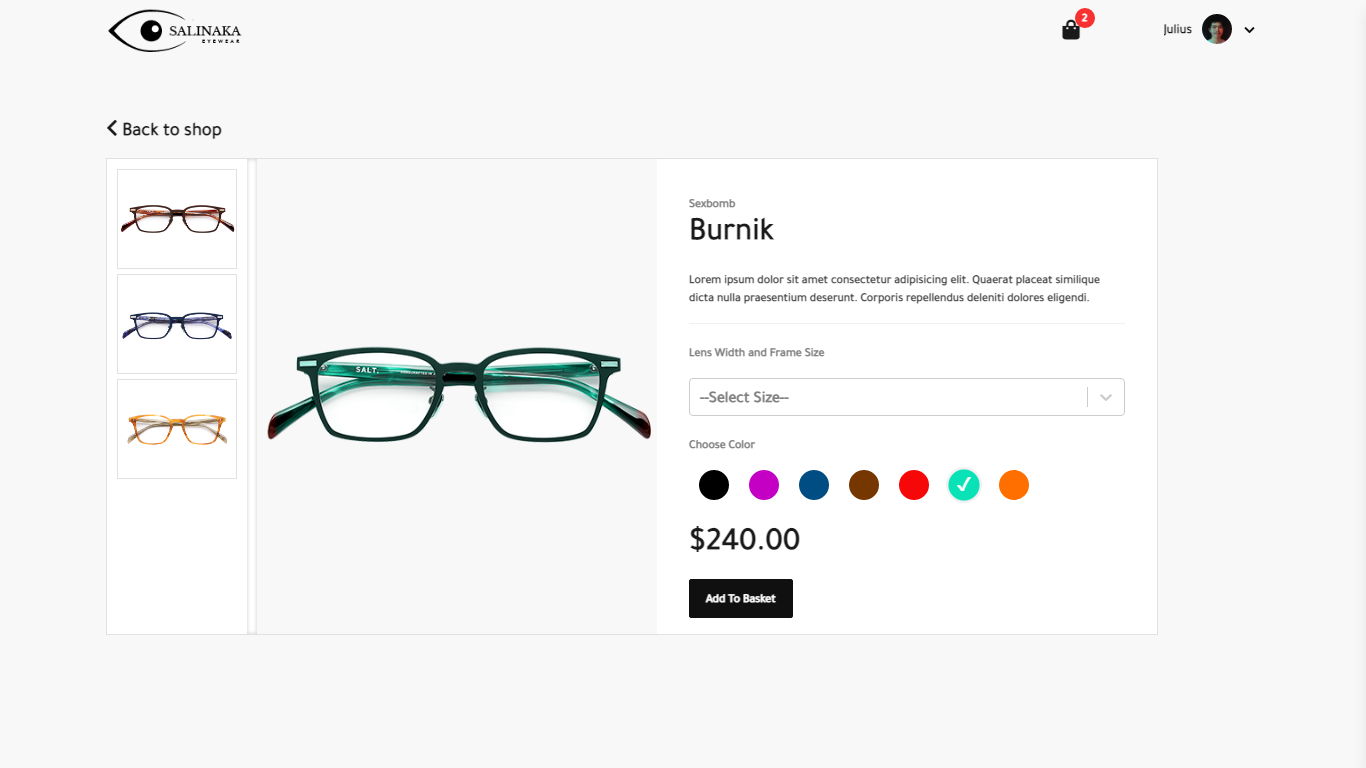 SALINAKA
EYEWEAR
2
Julius
Back to shop
Sexbomb
Burnik
Lorem ipsum dolor sit amet consectetur adipisicing elit. Quaerat placeat similique
dicta nulla praesentium deserunt. Corporis repellendus deleniti dolores eligendi.
Lens Width and Frame Size
--Select Size--
SALT.
Choose Color
$240.00
Add To Basket